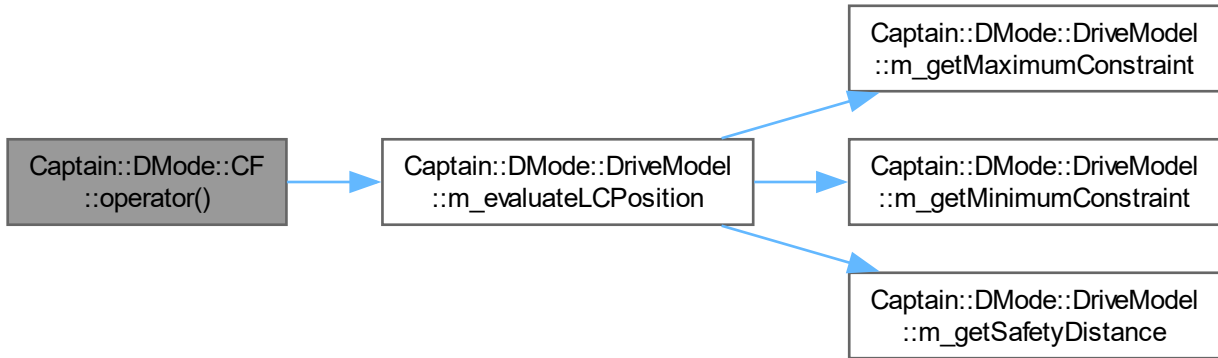 Captain::DMode::CF
::operator()
Captain::DMode::DriveModel
::m_evaluateLCPosition
Captain::DMode::DriveModel
::m_getMaximumConstraint
Captain::DMode::DriveModel
::m_getMinimumConstraint
Captain::DMode::DriveModel
::m_getSafetyDistance